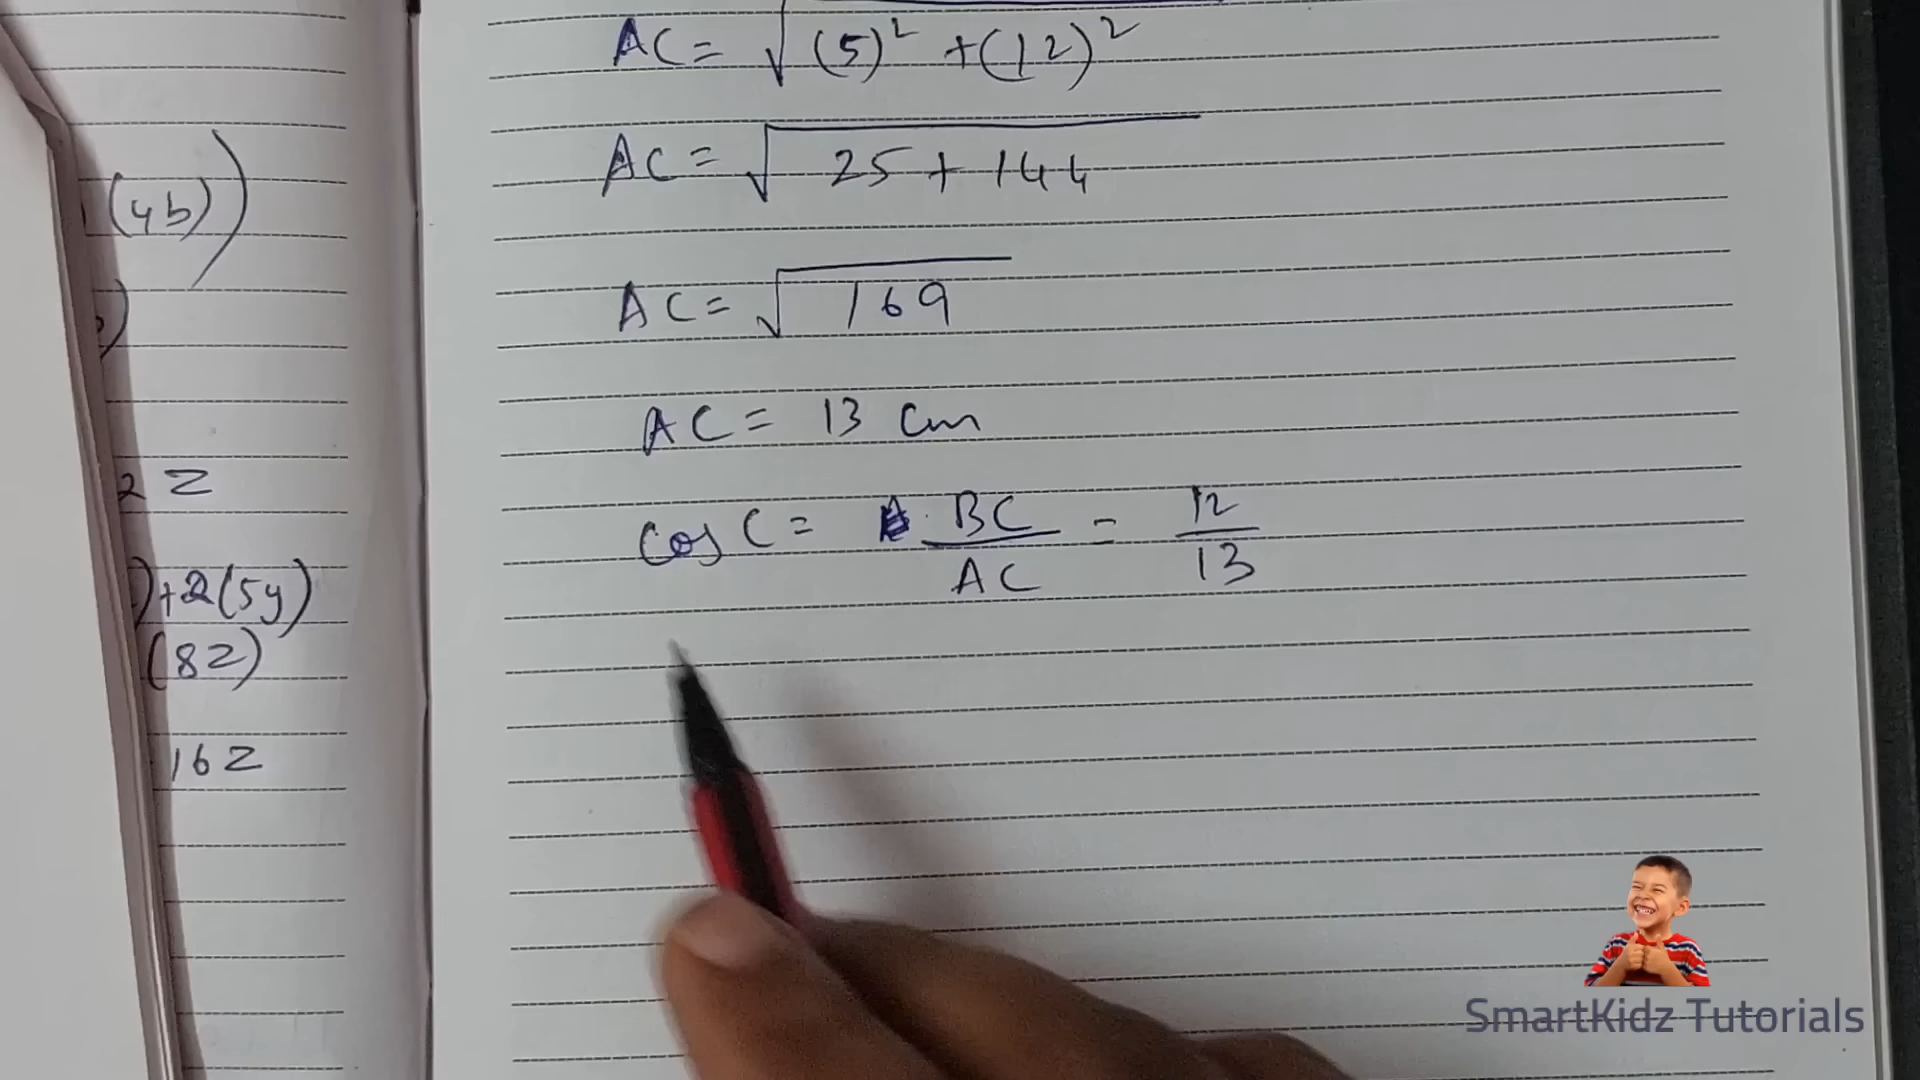 AC = √(5)² + (12)²
AC = √25 + 144
AC = √169
AC = 13 cm
cos C = BC/AC = 12/13
(4b))
)
2 z
)+2(5y)
(8z)
16z
SmartKidz Tutorials